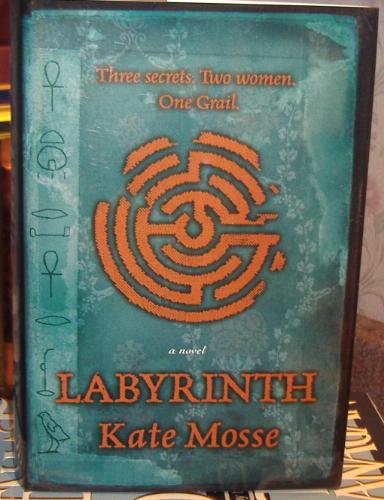 Three secrets. Two women.
One Grail.
a novel
LABYRINTH
Kate Mosse